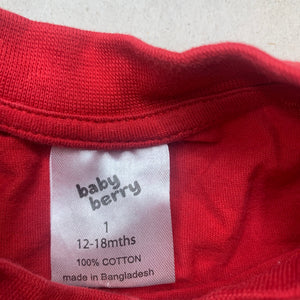 baby
berry
1
12-18mths
100% COTTON
made in Bangladesh